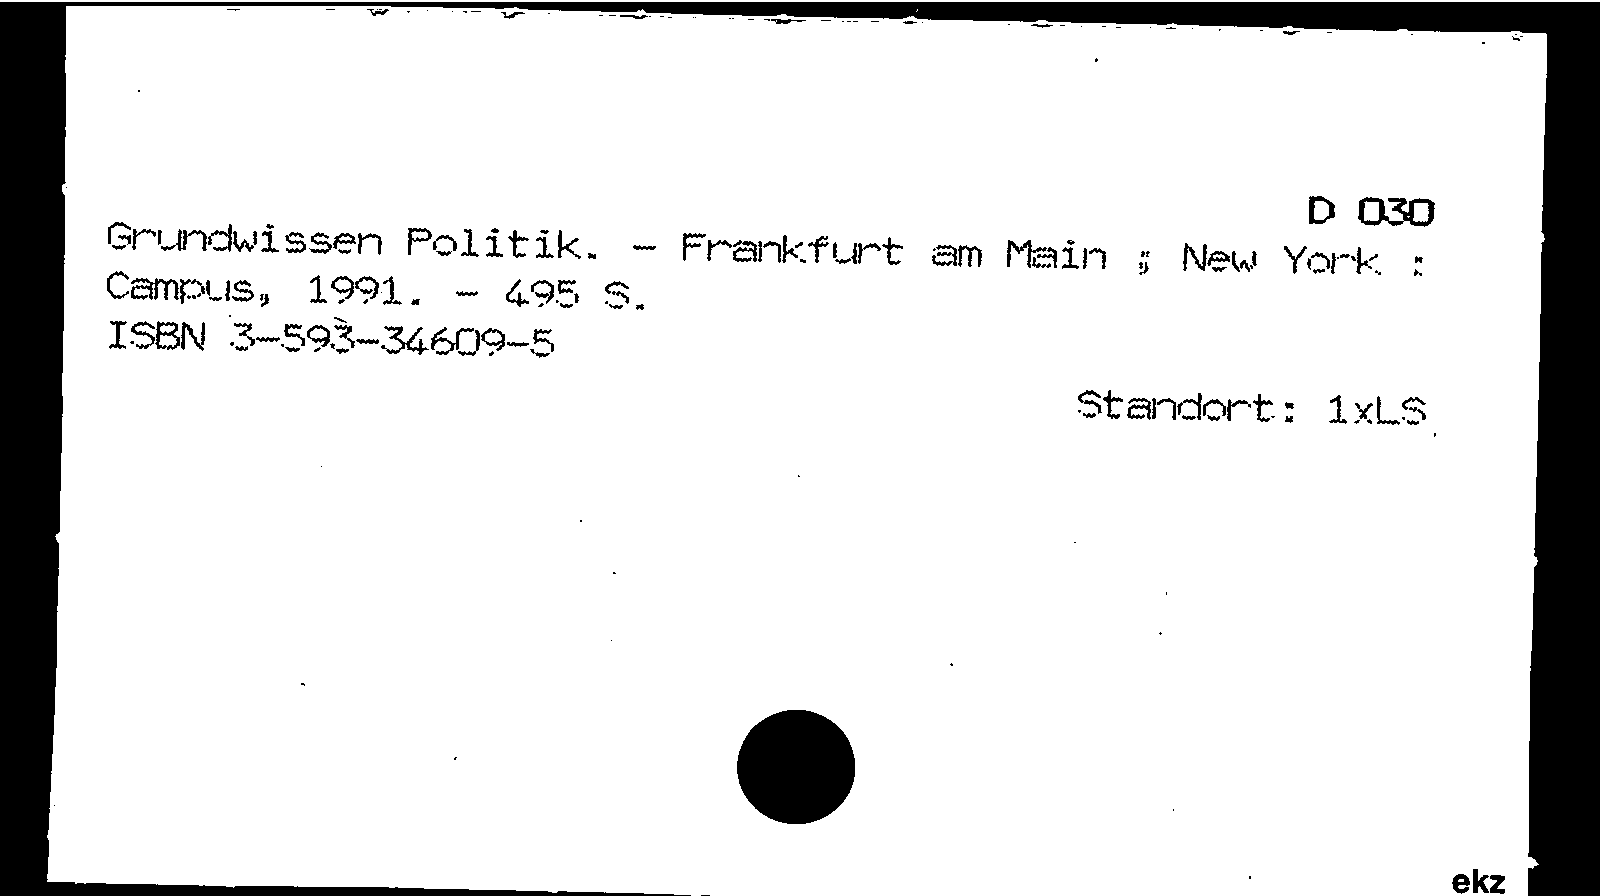 D 030
Grundwissen Politik. - Frankfurt am Main ; New York :
Campus, 1991. - 495 S.
ISBN 3-593-34609-5
Standort: 1xLS
ekz